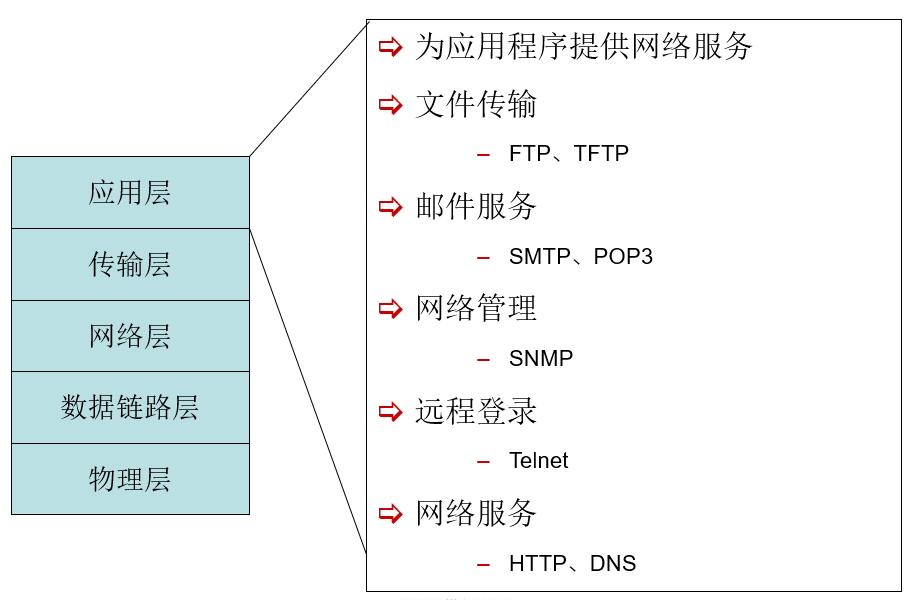 应用层
传输层
网络层
数据链路层
物理层
为应用程序提供网络服务
文件传输
– FTP、TFTP
邮件服务
– SMTP、POP3
网络管理
– SNMP
远程登录
– Telnet
网络服务
– HTTP、DNS